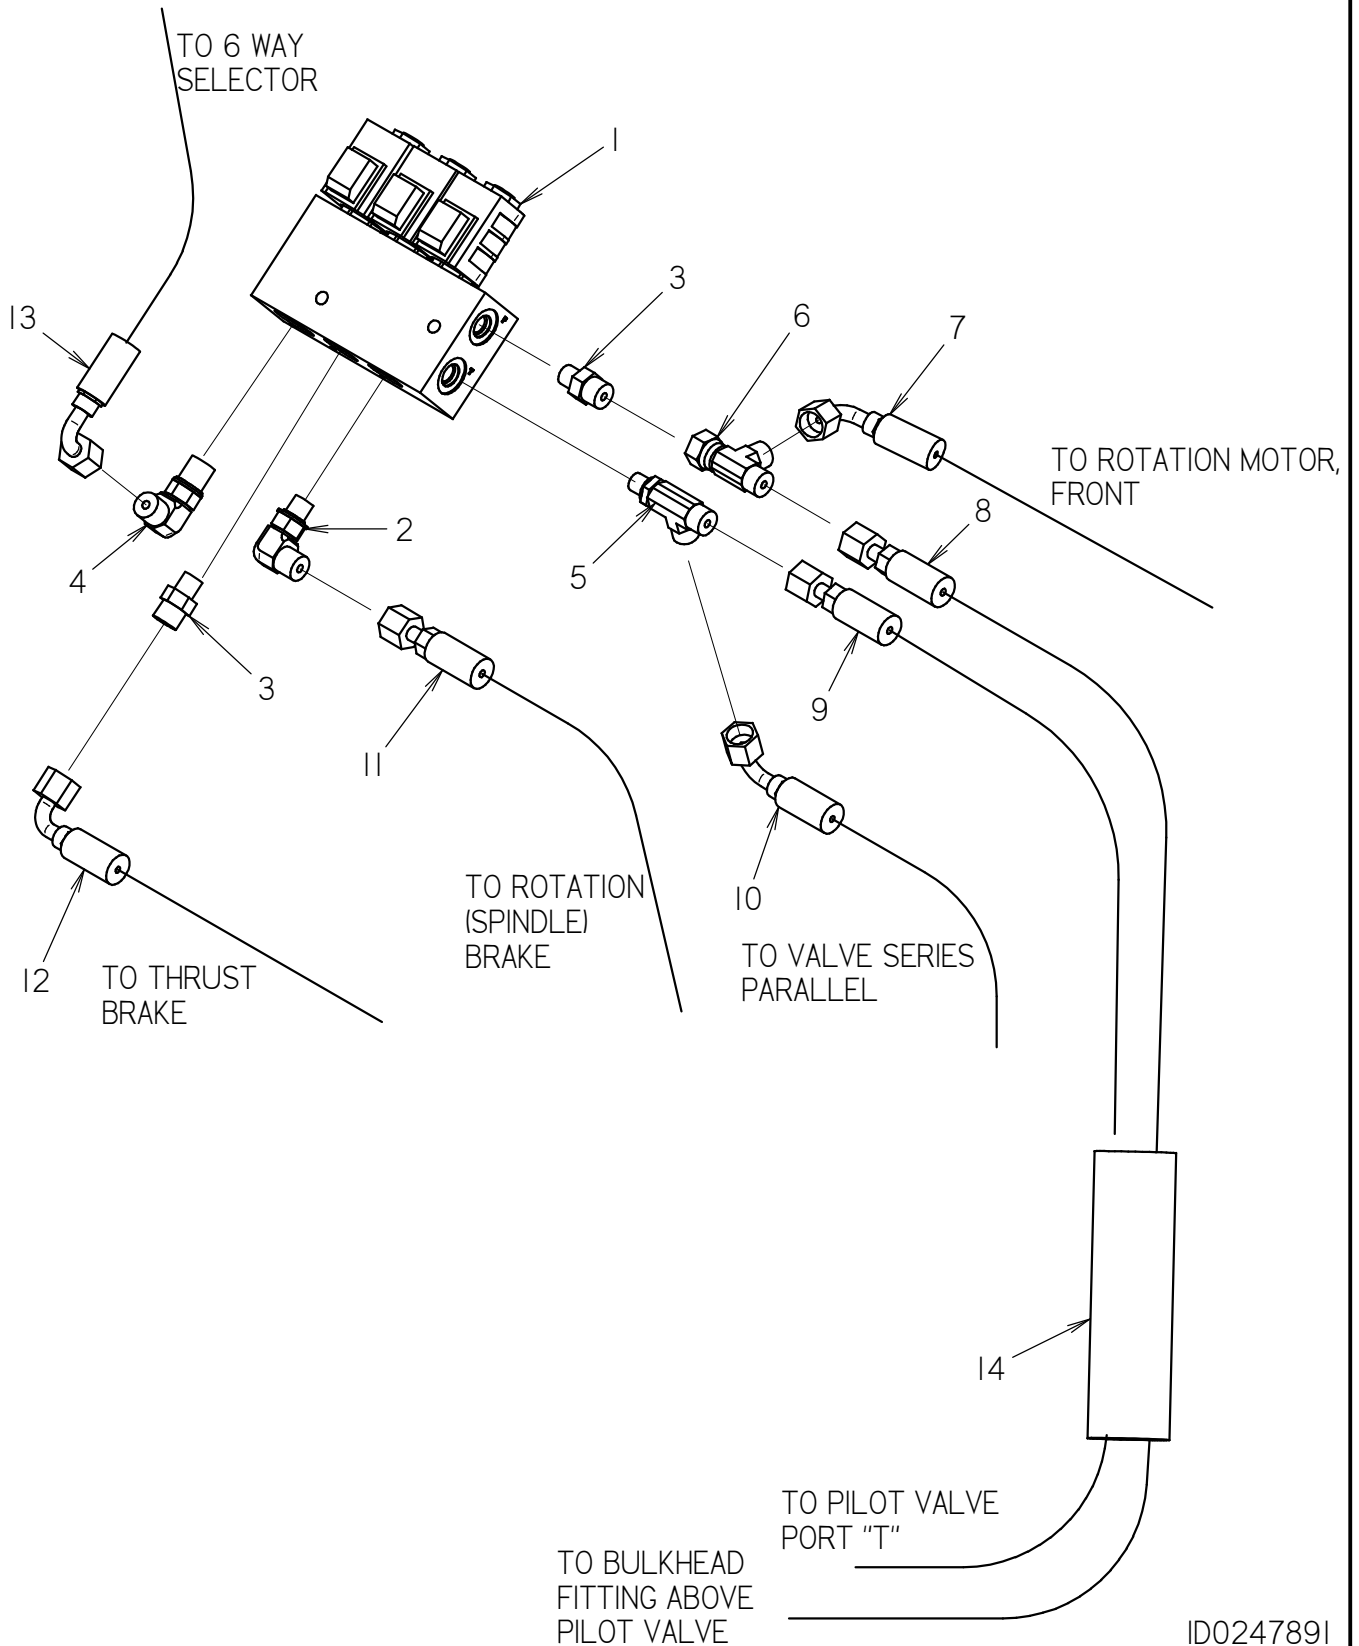 TO 6 WAY
SELECTOR
1
3
13
6
7
TO ROTATION MOTOR,
FRONT
8
2
5
4
3
9
11
10
TO ROTATION
(SPINDLE)
BRAKE
TO VALVE SERIES
PARALLEL
12
TO THRUST
BRAKE
14
TO PILOT VALVE
PORT "T"
TO BULKHEAD
FITTING ABOVE
PILOT VALVE
ID024789I